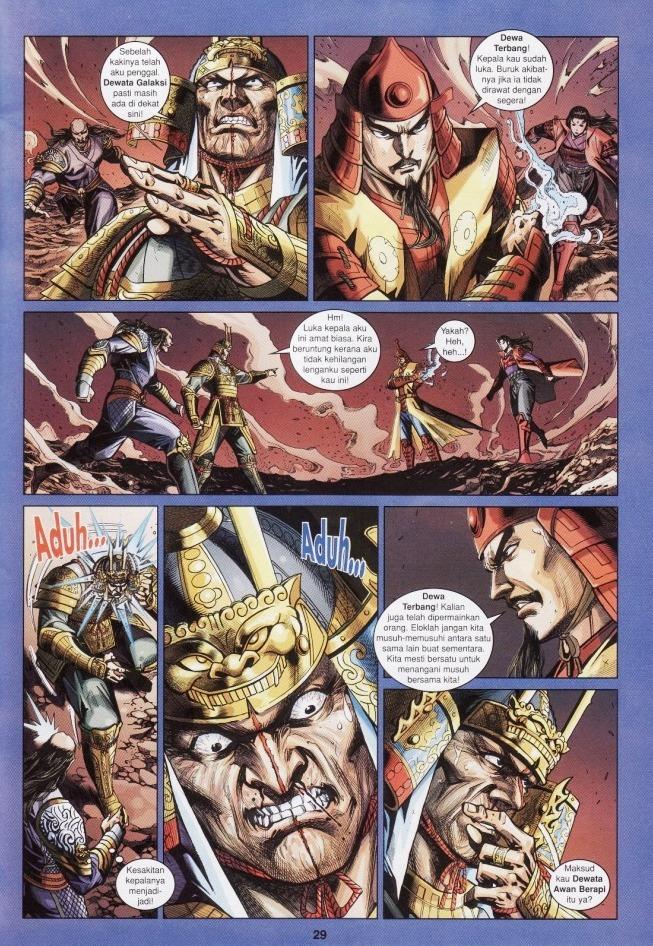 Sebelah
kakinya telah
aku penggal.
Dewata Galaksi
pasti masih
ada di dekat
sini!
Dewa
Terbang!
Kepala kau sudah
luka. Buruk akibat-
nya jika ia tidak
dirawat dengan
segera!
Hm!
Luka kepala aku
ini amat biasa. Kira
beruntung kerana aku
tidak kehilangan
lenganku seperti
kau ini!
Yakah?
Heh,
heh...!
Aduh...
Aduh...
Dewa
Terbang! Kalian
juga telah dipermainkan
orang. Eloklah jangan kita
musuh-memusuhi antara satu
sama lain buat sementara.
Kita mesti bersatu untuk
menangani musuh
bersama kita!
Kesakitan
kepalanya
menjadi-
jadi!
Maksud
kau Dewata
Awan Berapi
itu ya?
29